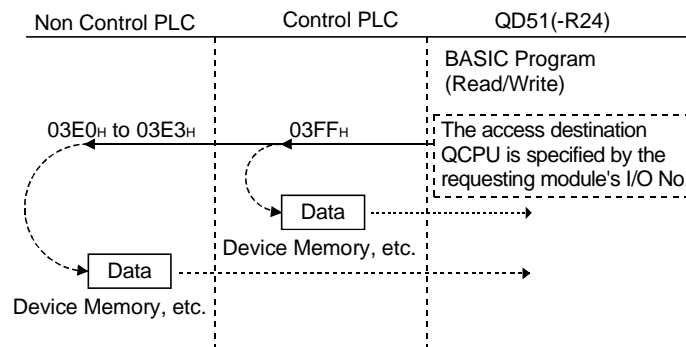 Non Control PLC
Control PLC
QD51(-R24)
BASIC Program
(Read/Write)
03E0H to 03E3H
03FFH
The access destination
QCPU is specified by the
requesting module's I/O No.
Data
Device Memory, etc.
Data
Device Memory, etc.